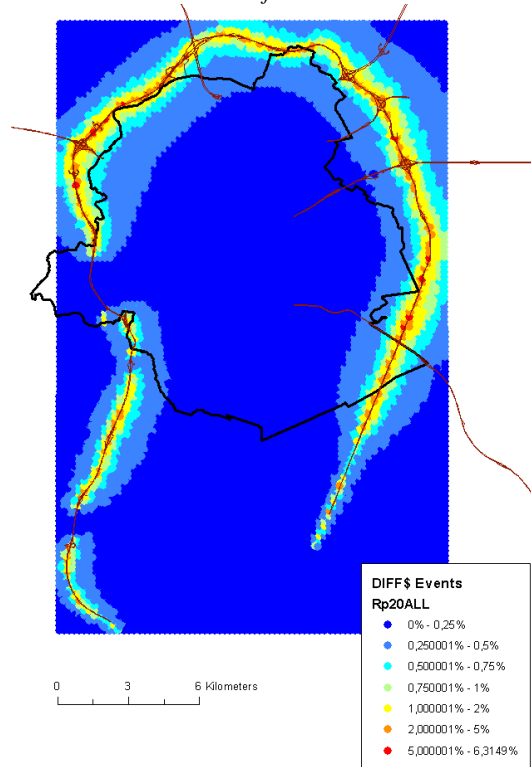 DIFF$ Events
Rp20ALL
0% - 0,25%
0,250001% - 0,5%
0,500001% - 0,75%
0,750001% - 1%
1,000001% - 2%
2,000001% - 5%
5,000001% - 6,3149%
0 3 6 Kilometers